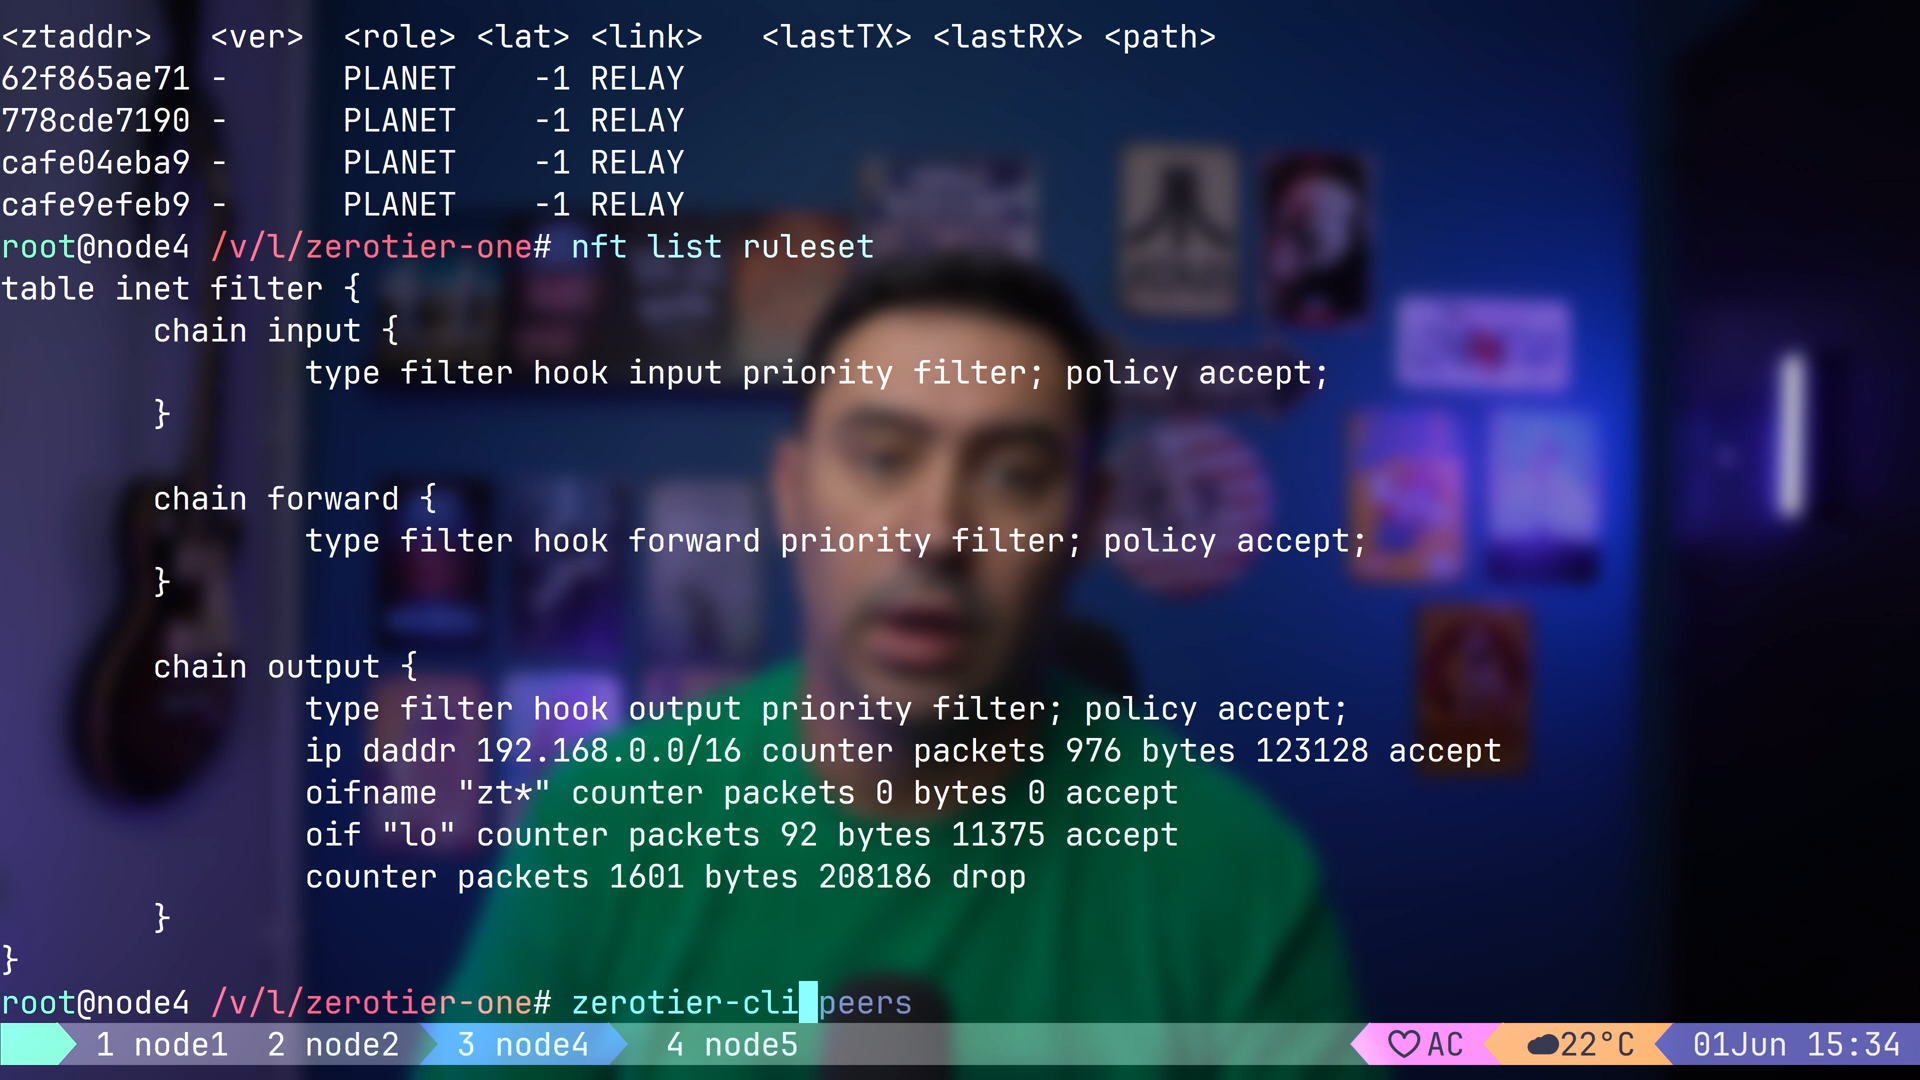 <ztaddr>   <ver>  <role> <lat> <link>   <lastTX> <lastRX> <path>
62f865ae71 -      PLANET    -1 RELAY
778cde7190 -      PLANET    -1 RELAY
cafe04eba9 -      PLANET    -1 RELAY
cafe9efeb9 -      PLANET    -1 RELAY
root@node4 /v/l/zerotier-one# nft list ruleset
table inet filter {
        chain input {
                type filter hook input priority filter; policy accept;
        }
        chain forward {
                type filter hook forward priority filter; policy accept;
        }
        chain output {
                type filter hook output priority filter; policy accept;
                ip daddr 192.168.0.0/16 counter packets 976 bytes 123128 accept
                oifname "zt*" counter packets 0 bytes 0 accept
                oif "lo" counter packets 92 bytes 11375 accept
                counter packets 1601 bytes 208186 drop
        }
}
root@node4 /v/l/zerotier-one# zerotier-cli peers
1 node1  2 node2  3 node4  4 node5  AC  22°C  01Jun 15:34